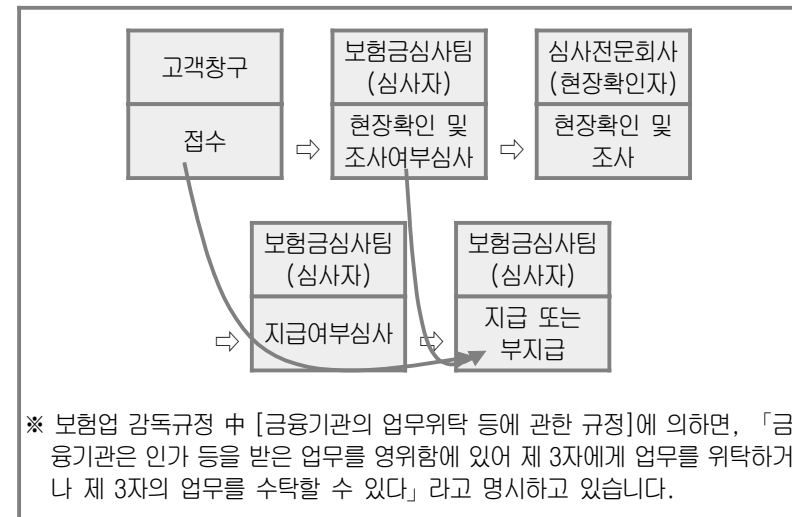 고객창구
접수
⇨
보험금심사팀
(심사자)
현장확인 및
조사여부심사
⇨
심사전문회사
(현장확인자)
현장확인 및
조사
⇨
보험금심사팀
(심사자)
지급여부심사
⇨
보험금심사팀
(심사자)
지급 또는
부지급
※ 보험업 감독규정 中 [금융기관의 업무위탁 등에 관한 규정]에 의하면, 「금
융기관은 인가 등을 받은 업무를 영위함에 있어 제 3자에게 업무를 위탁하거
나 제 3자의 업무를 수탁할 수 있다」라고 명시하고 있습니다.